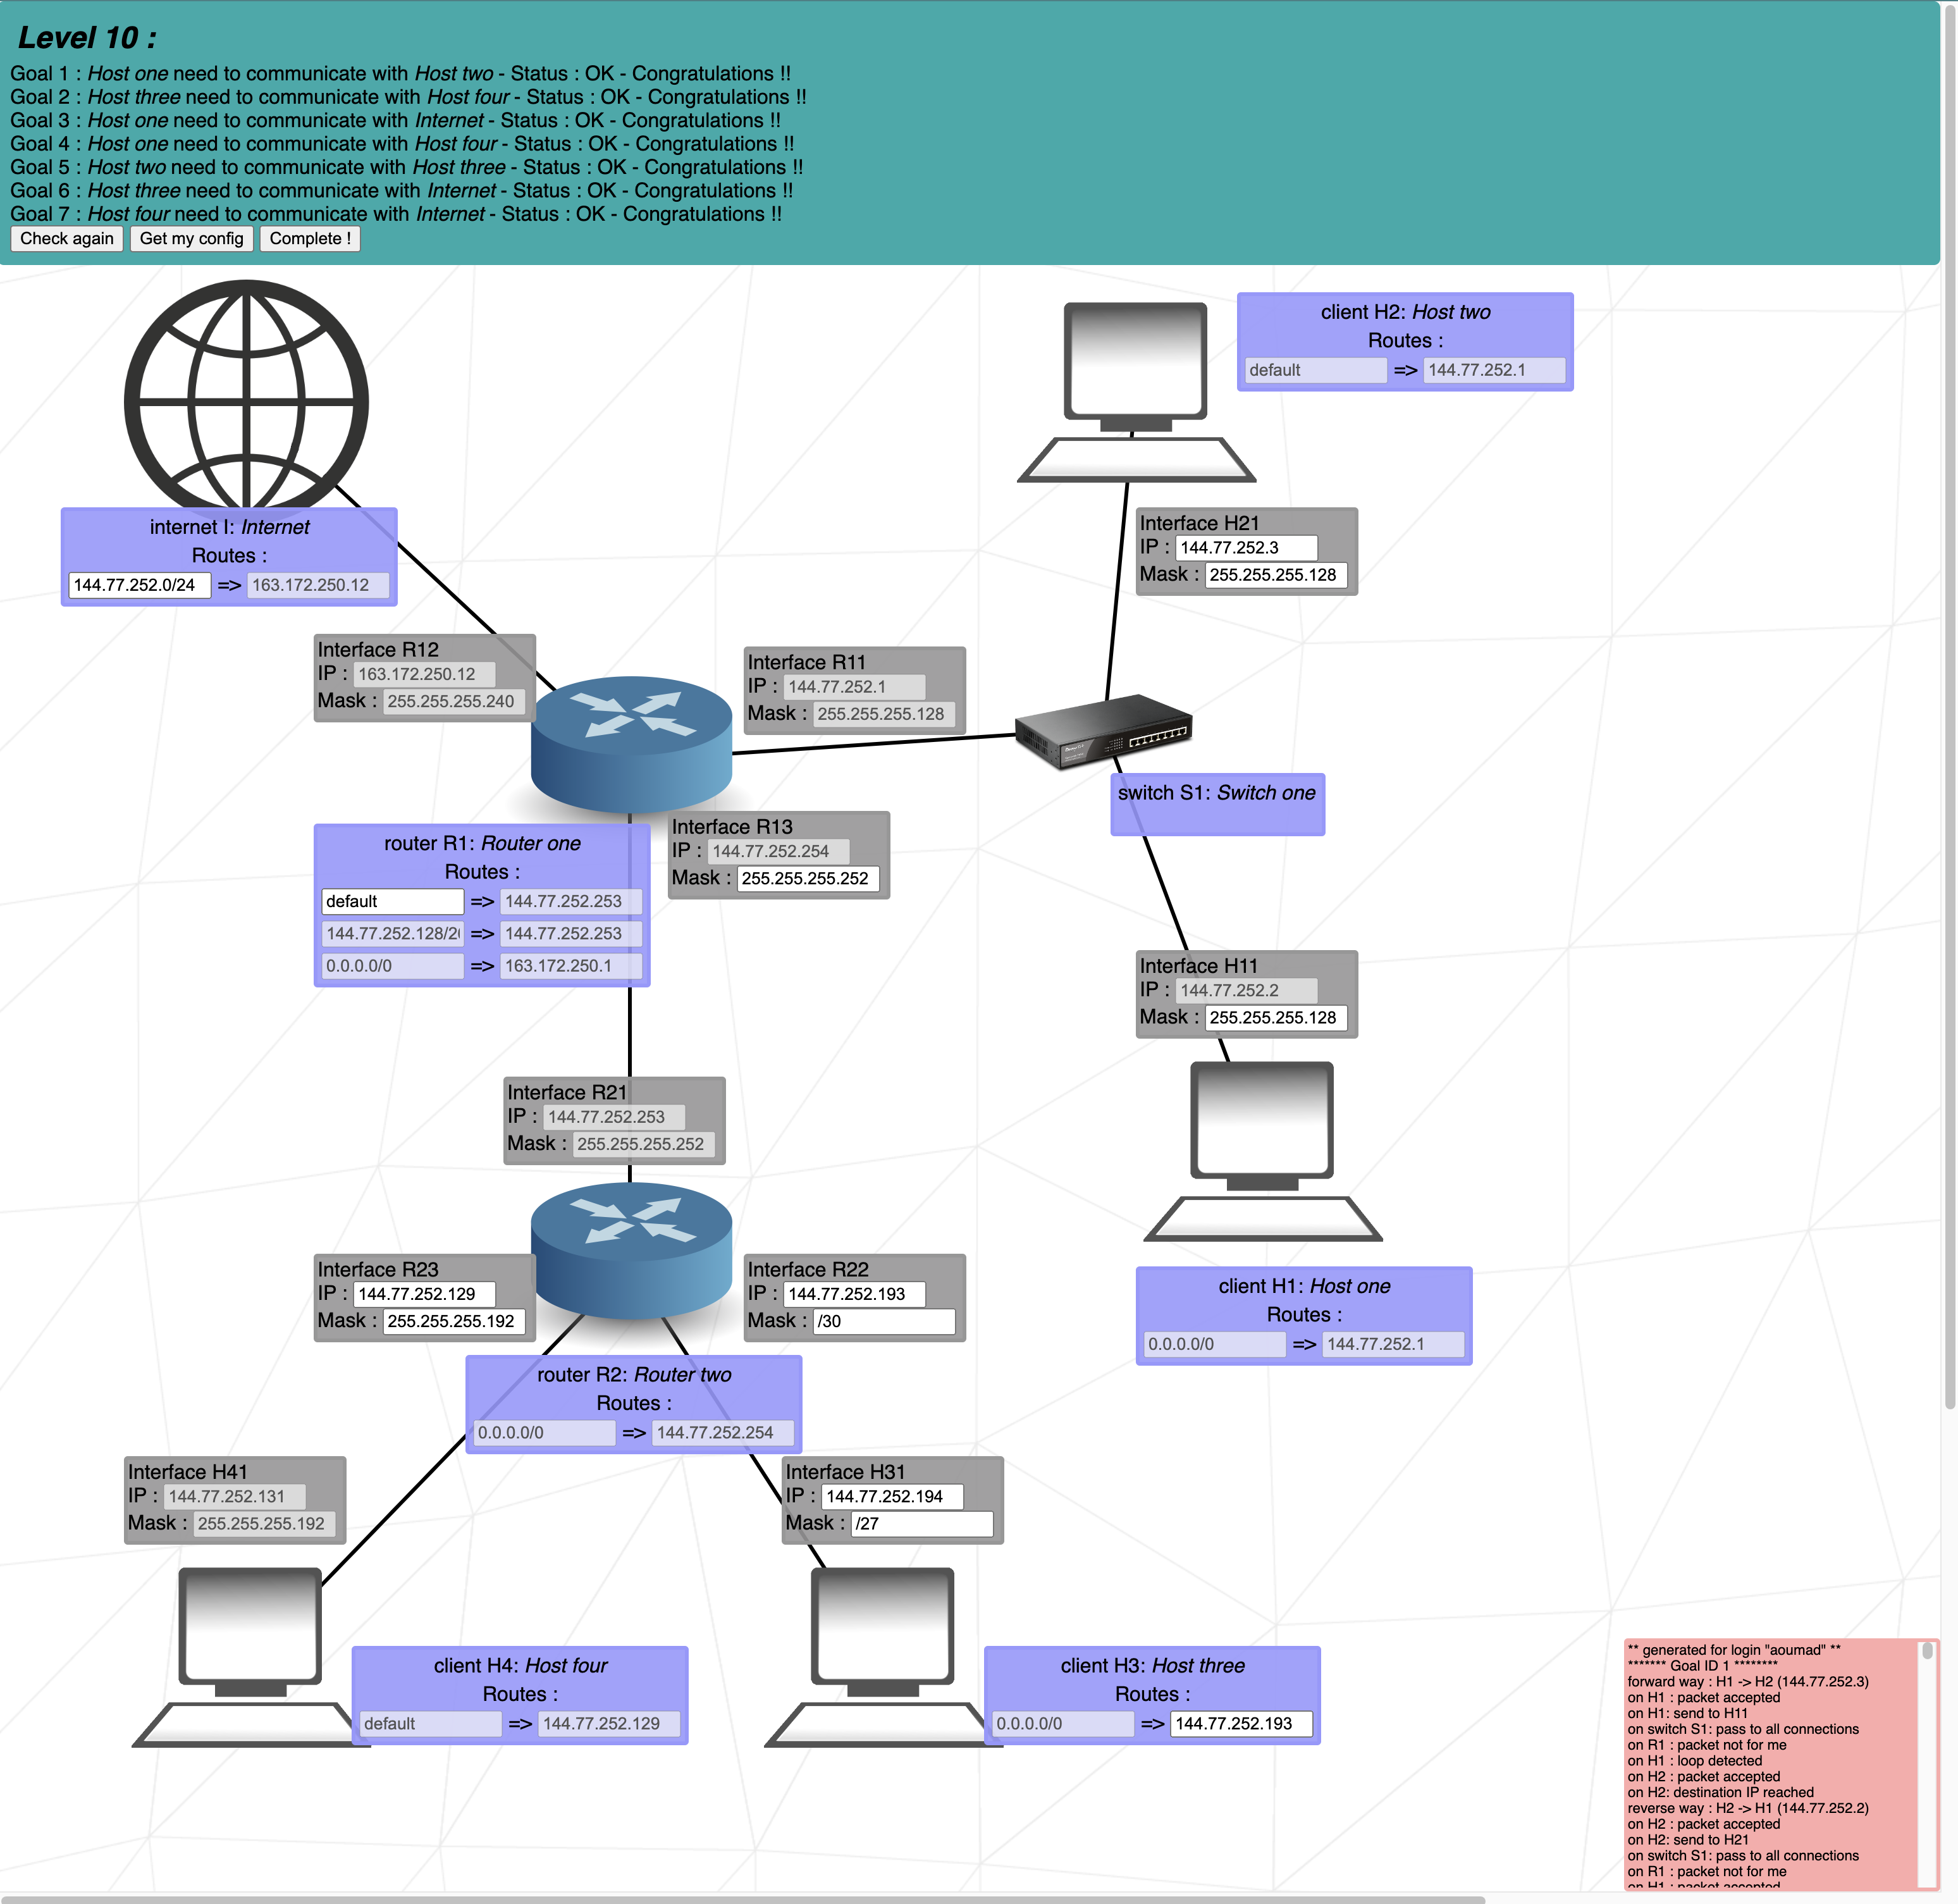 Level 10 :
Goal 1 : Host one need to communicate with Host two - Status : OK - Congratulations !!
Goal 2 : Host three need to communicate with Host four - Status : OK - Congratulations !!
Goal 3 : Host one need to communicate with Internet - Status : OK - Congratulations !!
Goal 4 : Host one need to communicate with Host four - Status : OK - Congratulations !!
Goal 5 : Host two need to communicate with Host three - Status : OK - Congratulations !!
Goal 6 : Host three need to communicate with Internet - Status : OK - Congratulations !!
Goal 7 : Host four need to communicate with Internet - Status : OK - Congratulations !!
Check again Get my config Complete !
client H2: Host two
Routes :
default => 144.77.252.1
internet I: Internet
Routes :
144.77.252.0/24 => 163.172.250.12
Interface H21
IP : 144.77.252.3
Mask : 255.255.255.128
Interface R12
IP : 163.172.250.12
Mask : 255.255.255.240
Interface R11
IP : 144.77.252.1
Mask : 255.255.255.128
switch S1: Switch one
Interface R13
IP : 144.77.252.254
Mask : 255.255.255.252
router R1: Router one
Routes :
default => 144.77.252.253
144.77.252.128/2 => 144.77.252.253
0.0.0.0/0 => 163.172.250.1
Interface H11
IP : 144.77.252.2
Mask : 255.255.255.128
Interface R21
IP : 144.77.252.253
Mask : 255.255.255.252
Interface R23
IP : 144.77.252.129
Mask : 255.255.255.192
Interface R22
IP : 144.77.252.193
Mask : /30
client H1: Host one
Routes :
0.0.0.0/0 => 144.77.252.1
router R2: Router two
Routes :
0.0.0.0/0 => 144.77.252.254
Interface H41
IP : 144.77.252.131
Mask : 255.255.255.192
Interface H31
IP : 144.77.252.194
Mask : /27
client H4: Host four
Routes :
default => 144.77.252.129
client H3: Host three
Routes :
0.0.0.0/0 => 144.77.252.193
** generated for login "aoumad" **
******* Goal ID 1 ********
forward way : H1 -> H2 (144.77.252.3)
on H1 : packet accepted
on H1: send to H11
on switch S1: pass to all connections
on R1 : packet not for me
on H1 : loop detected
on H2 : packet accepted
on H2: destination IP reached
reverse way : H2 -> H1 (144.77.252.2)
on H2 : packet accepted
on H2: send to H21
on switch S1: pass to all connections
on R1 : packet not for me
on H1 : packet accepted